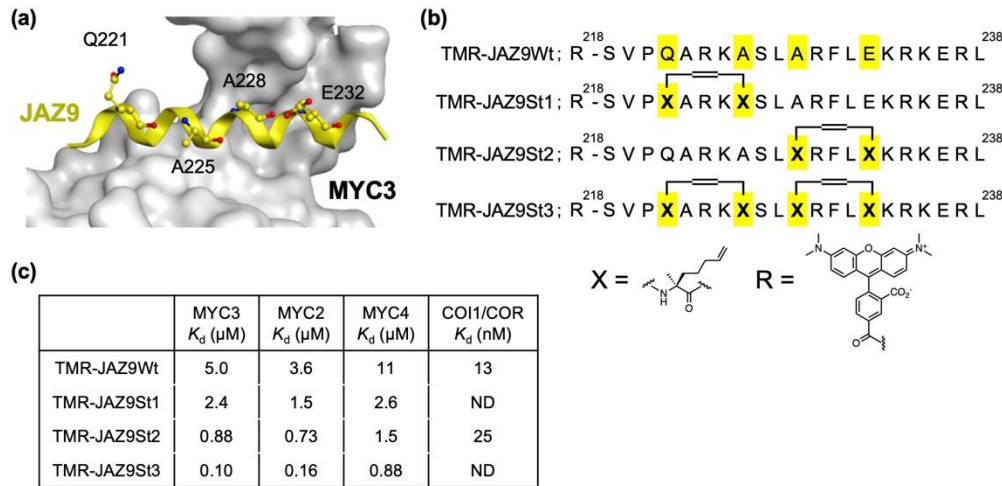 (a)
Q221
A228
E232
JAZ9
A225
MYC3
(b)
218 238
TMR-JAZ9Wt; R - S V P Q A R K A S L A R F L E K R K E R L
TMR-JAZ9St1; R - S V P X A R K X S L A R F L E K R K E R L
218 238
TMR-JAZ9St2; R - S V P Q A R K A S L X R F L X K R K E R L
218 238
TMR-JAZ9St3; R - S V P X A R K X S L X R F L X K R K E R L
X =
N
H
O
R =
N
O
N+
CO2-
O
(c)
MYC3 Kd (μM) MYC2 Kd (μM) MYC4 Kd (μM) COI1/COR Kd (nM)
TMR-JAZ9Wt 5.0 3.6 11 13
TMR-JAZ9St1 2.4 1.5 2.6 ND
TMR-JAZ9St2 0.88 0.73 1.5 25
TMR-JAZ9St3 0.10 0.16 0.88 ND